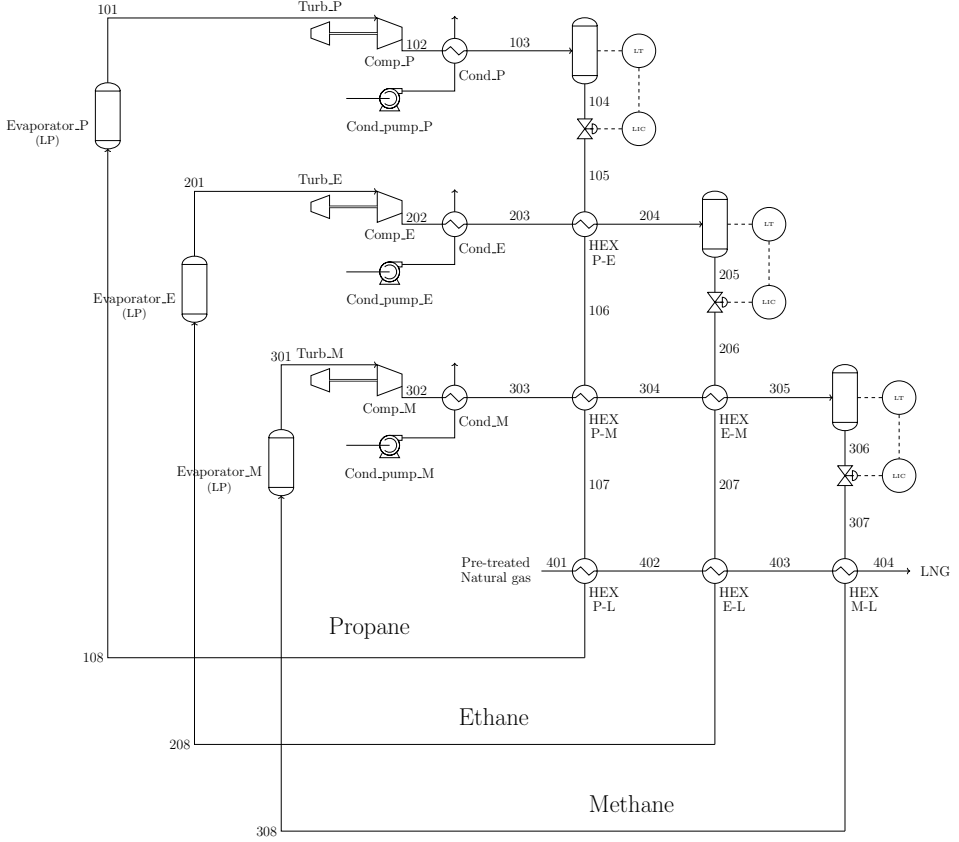 101
Turb_P
102
103
LT
Comp_P
Cond_P
Cond_pump_P
Evaporator_P
(LP)
104
LIC
105
201
Turb_E
202
203
204
LT
Comp_E
Cond_E
HEX
P-E
Cond_pump_E
Evaporator_E
(LP)
205
LIC
106
206
301
Turb_M
302
303
304
305
LT
Comp_M
Cond_M
HEX
P-M
HEX
E-M
Cond_pump_M
Evaporator_M
(LP)
306
LIC
107
207
307
Pre-treated
Natural gas
401
402
403
404
LNG
HEX
P-L
HEX
E-L
HEX
M-L
Propane
108
Ethane
208
Methane
308